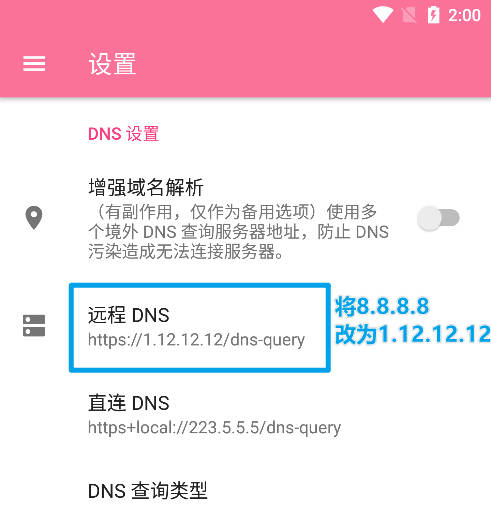 2:00
设置
DNS 设置
增强域名解析
（有副作用，仅作为备用选项）使用多
个境外 DNS 查询服务器地址，防止 DNS
污染造成无法连接服务器。
远程 DNS
https://1.12.12.12/dns-query
将8.8.8.8
改为1.12.12.12
直连 DNS
https+local://223.5.5.5/dns-query
DNS 查询类型